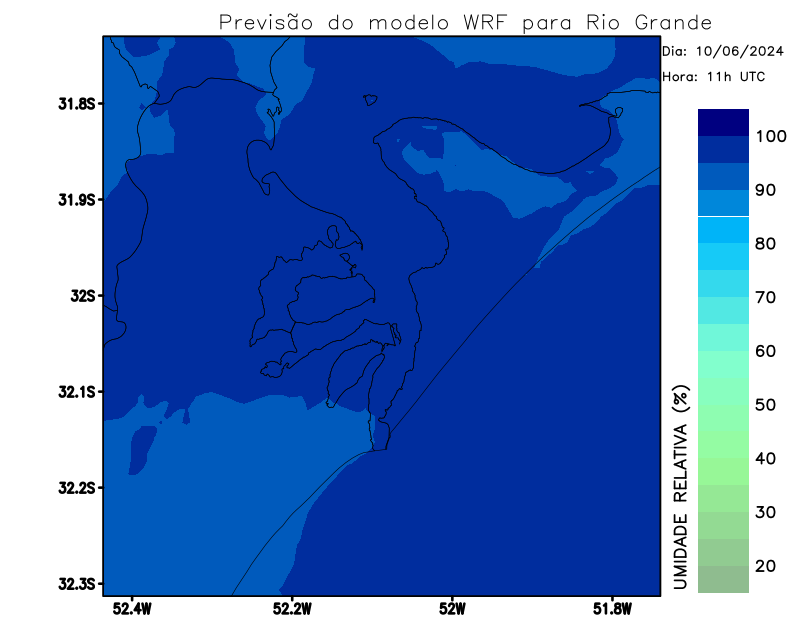 Previsão do modelo WRF para Rio Grande
Dia: 10/06/2024
Hora: 11h UTC
31.8S
31.9S
32S
32.1S
32.2S
32.3S
52.4W
52.2W
52W
51.8W
100
90
80
70
60
50
40
30
20
UMIDADE RELATIVA (%)